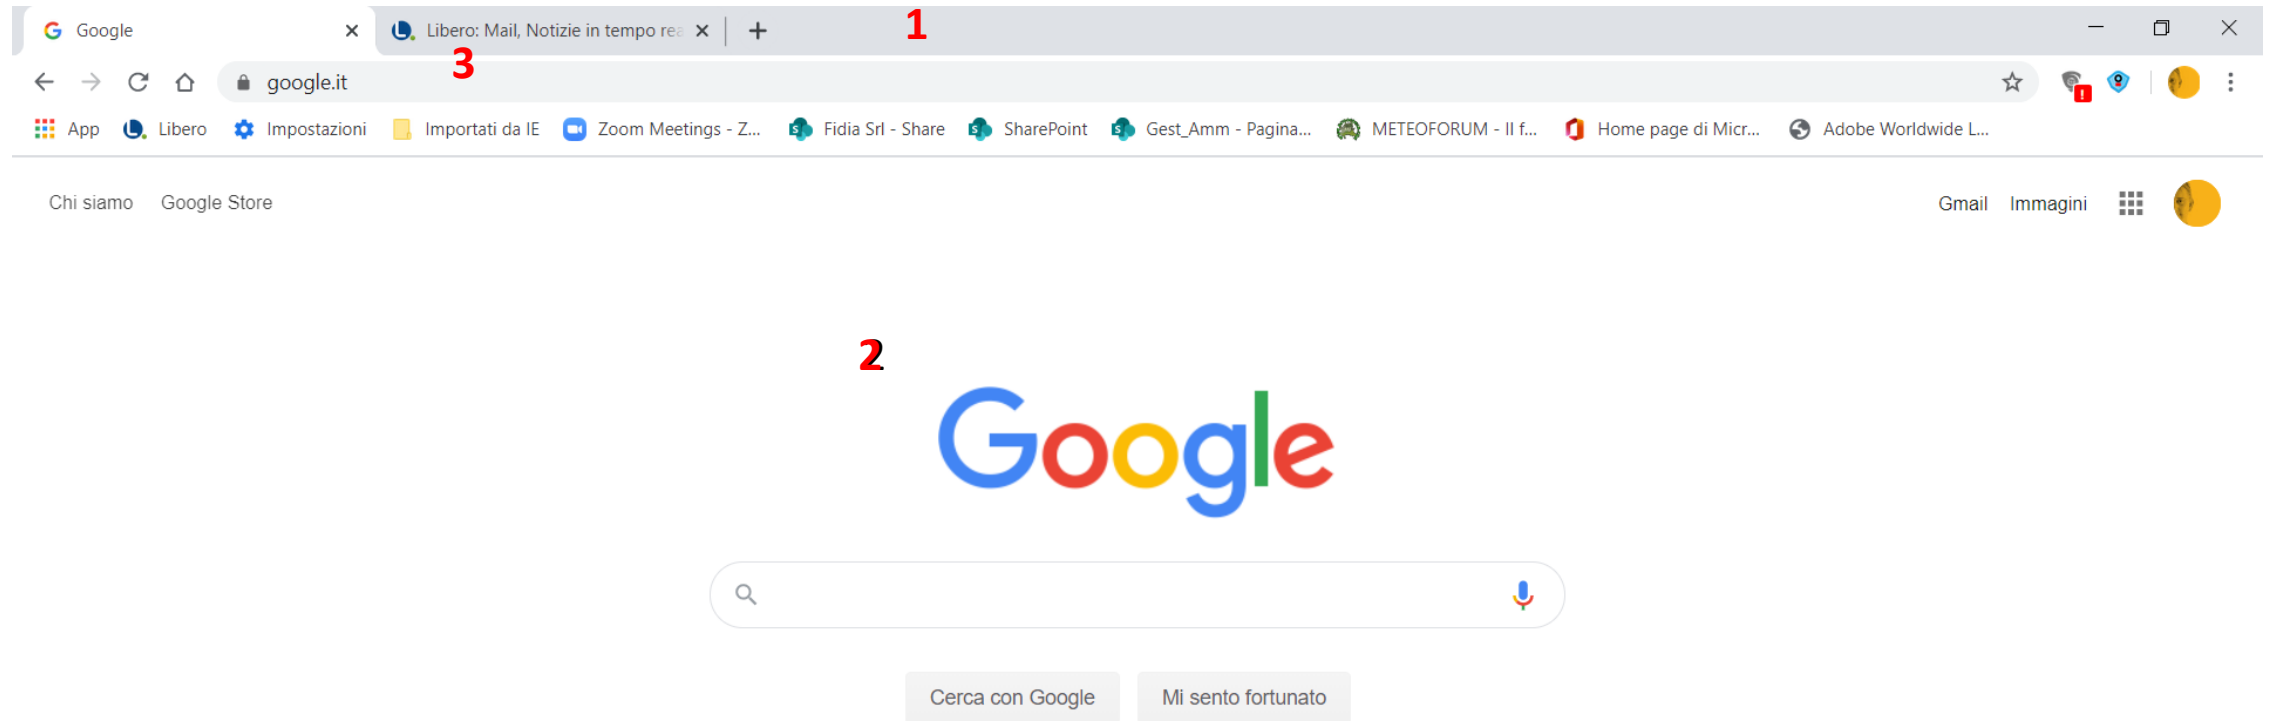 Google Libero: Mail, Notizie in tempo rea 1
3
google.it
App Libero Impostazioni Importati da IE Zoom Meetings - Z... Fidia Srl - Share SharePoint Gest_Amm - Pagina... METEOFORUM - Il f... Home page di Micr... Adobe Worldwide L...
Chi siamo Google Store Gmail Immagini
2
Google
Cerca con Google Mi sento fortunato